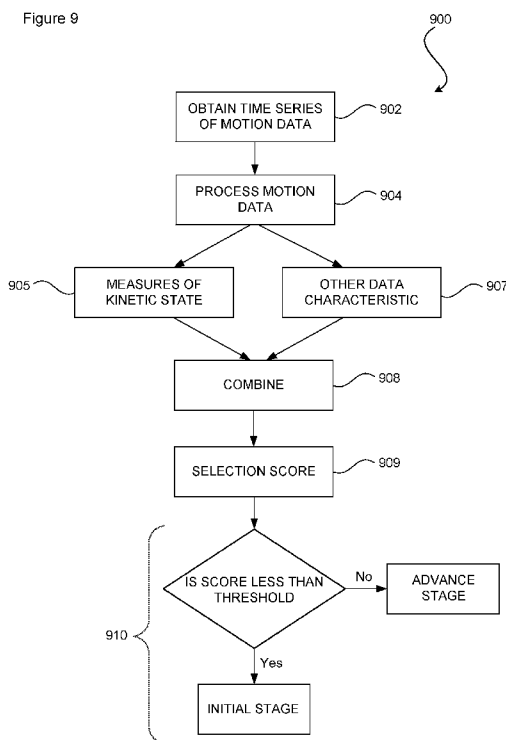 Figure 9
900
OBTAIN TIME SERIES
OF MOTION DATA
902
PROCESS MOTION
DATA
904
905
MEASURES OF
KINETIC STATE
OTHER DATA
CHARACTERISTIC
907
COMBINE
908
SELECTION SCORE
909
910
IS SCORE LESS THAN
THRESHOLD
No
ADVANCE
STAGE
Yes
INITIAL STAGE